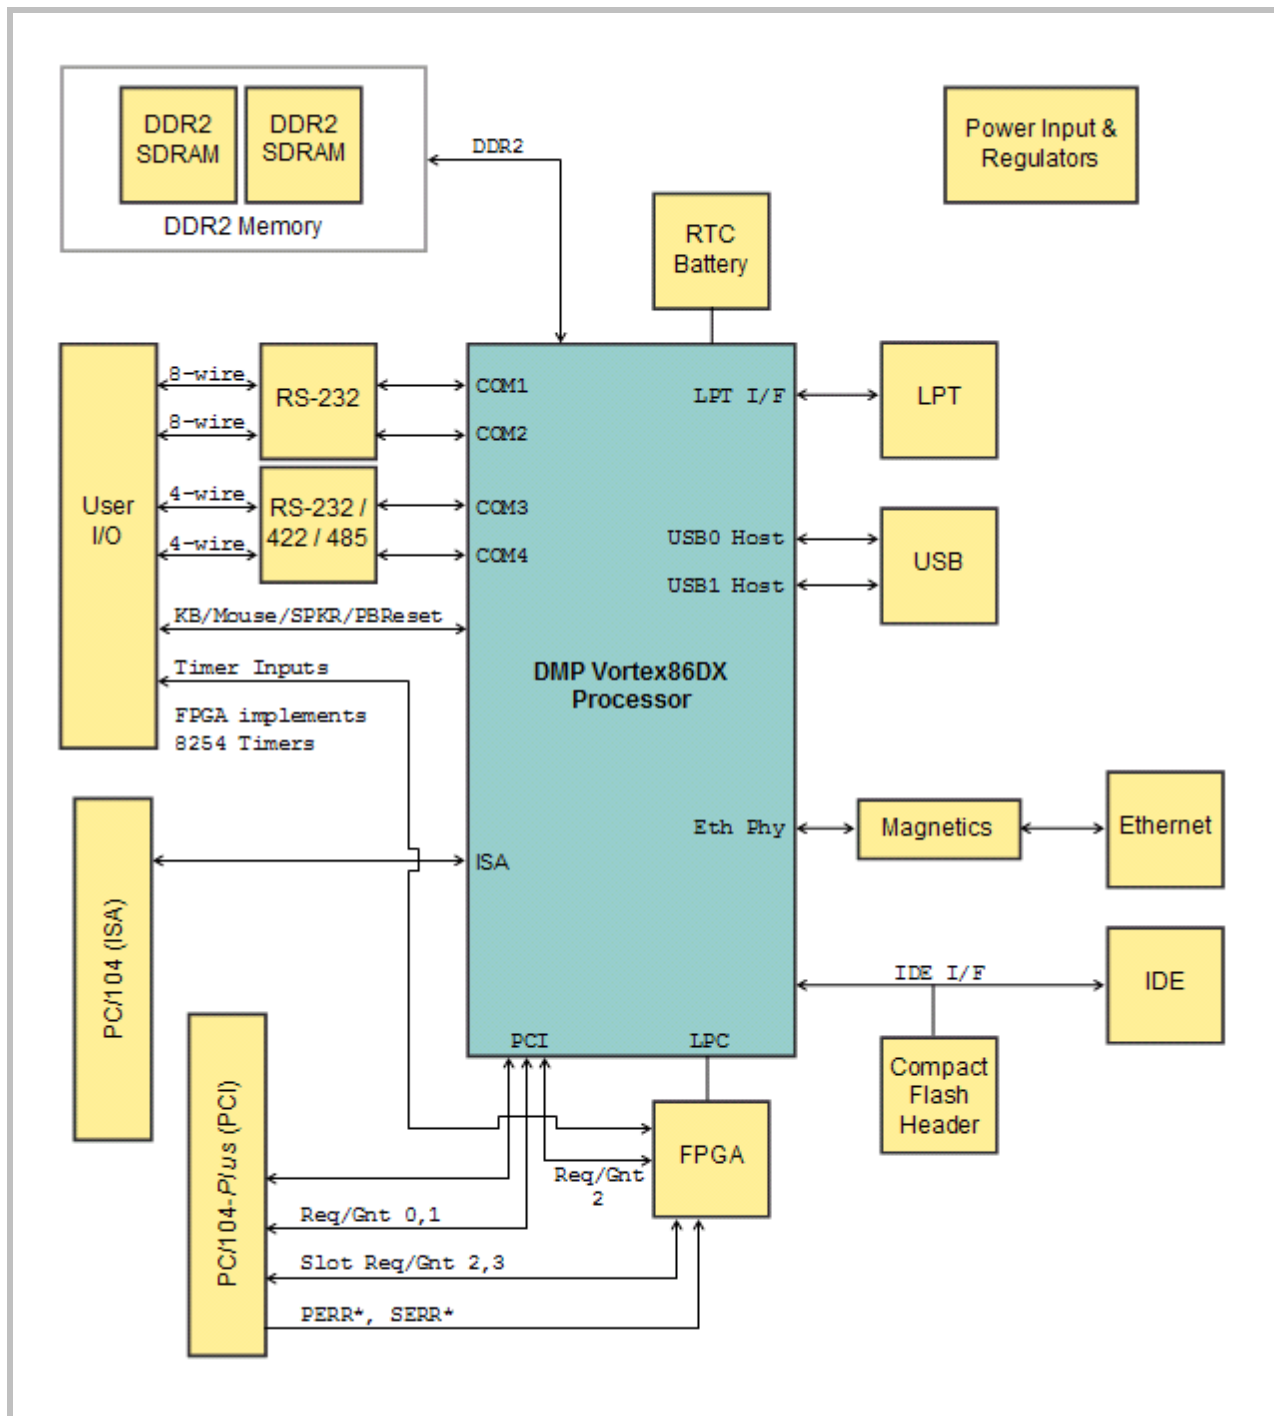 DDR2
SDRAM
DDR2
SDRAM
DDR2 Memory
DDR2
Power Input &
Regulators
RTC
Battery
User
I/O
8-wire
8-wire
RS-232
4-wire
4-wire
RS-232 /
422 / 485
COM1
COM2
COM3
COM4
KB/Mouse/SPKR/PBReset
Timer Inputs
FPGA implements
8254 Timers
DMP Vortex86DX
Processor
LPT I/F
LPT
USB0 Host
USB1 Host
USB
Eth Phy
Magnetics
Ethernet
PC/104 (ISA)
ISA
IDE I/F
IDE
Compact
Flash
Header
PCI
LPC
FPGA
Req/Gnt
2
PC/104-Plus (PCI)
Req/Gnt 0,1
Slot Req/Gnt 2,3
PERR*, SERR*